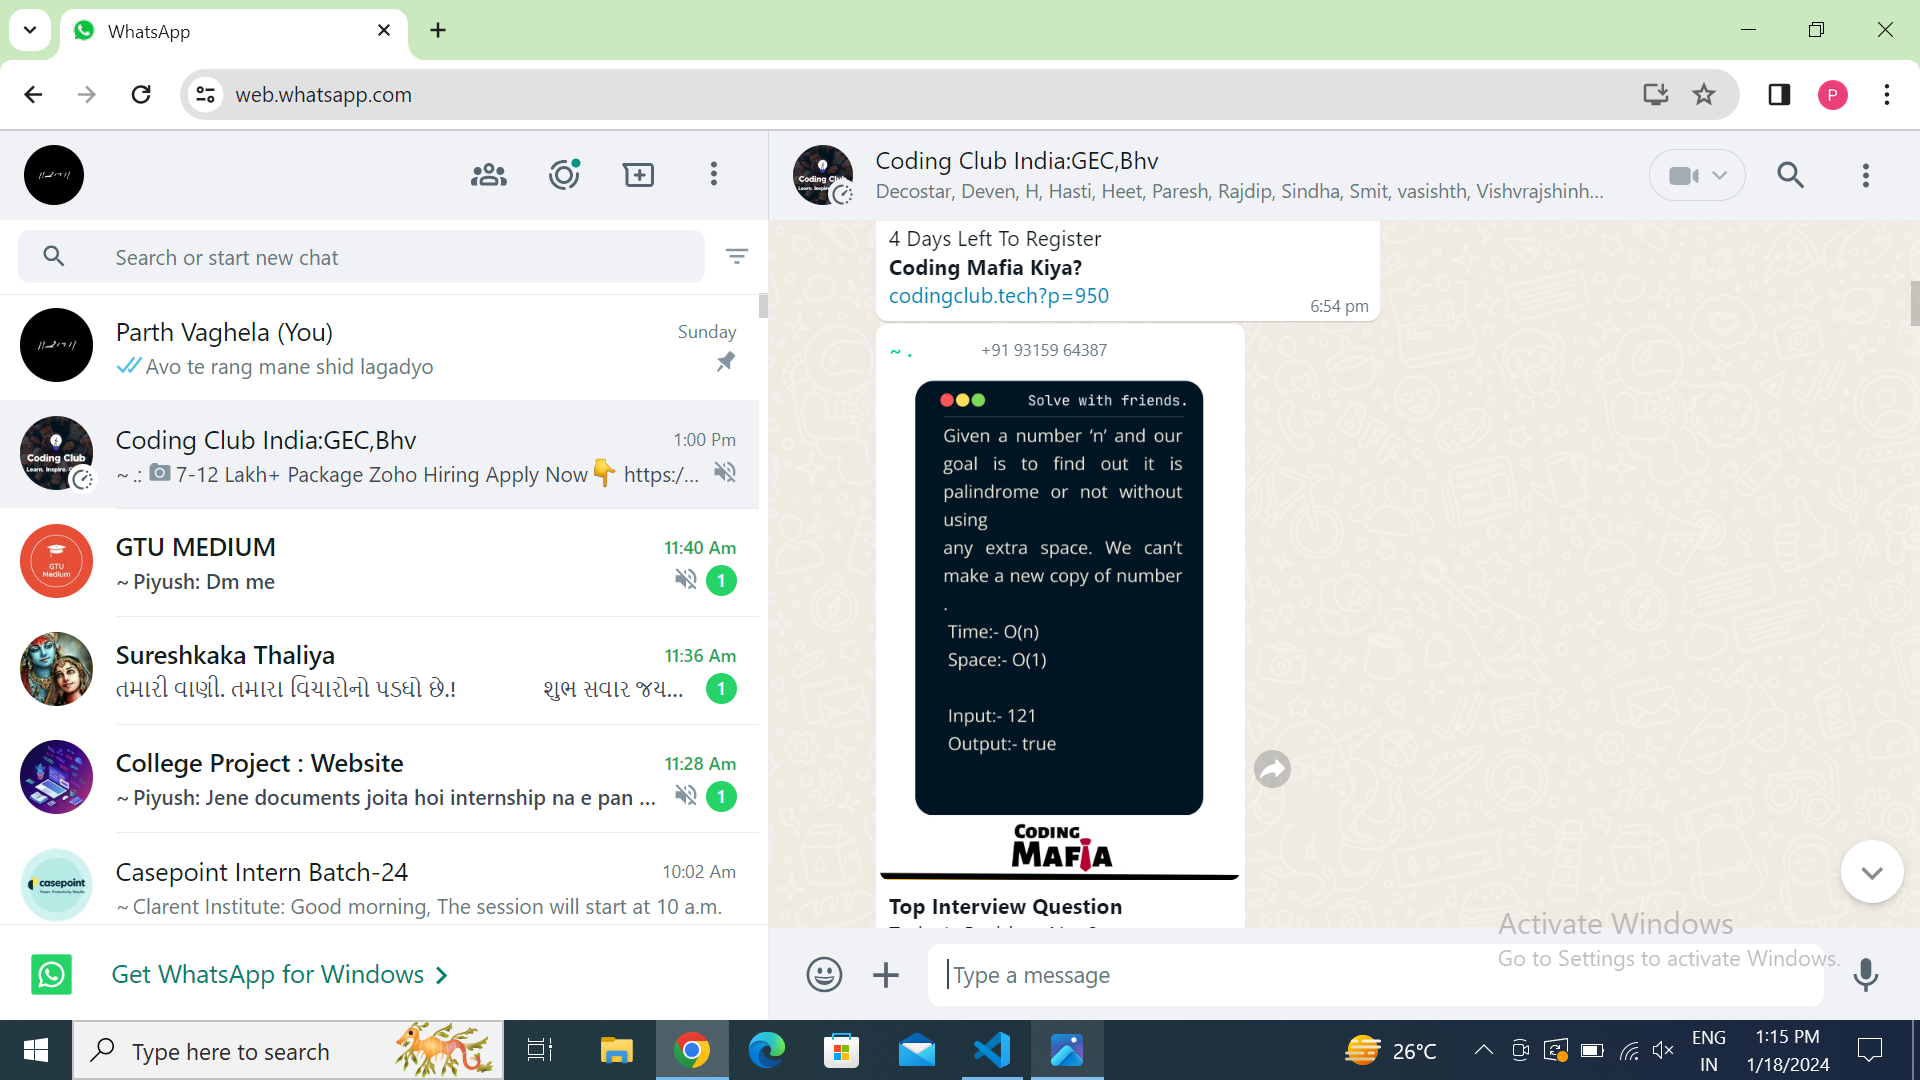 WhatsApp
web.whatsapp.com
P
Search or start new chat
Parth Vaghela (You)
Sunday
Avo te rang mane shid lagadyo
Coding Club
Coding Club India:GEC,Bhv
1:00 Pm
~ .: 7-12 Lakh+ Package Zoho Hiring Apply Now👇 https:/...
GTU
Medium
GTU MEDIUM
11:40 Am
~ Piyush: Dm me
1
Sureshkaka Thaliya
11:36 Am
તમારી વાણી. તમારા વિચારોનો પડઘો છે.! શુભ સવાર જય...
1
College Project : Website
11:28 Am
~ Piyush: Jene documents joita hoi internship na e pan ...
1
casepoint
Casepoint Intern Batch-24
10:02 Am
~ Clarent Institute: Good morning, The session will start at 10 a.m.
Get WhatsApp for Windows
Coding Club
Coding Club India:GEC,Bhv
Decostar, Deven, H, Hasti, Heet, Paresh, Rajdip, Sindha, Smit, vasishth, Vishvrajshinh...
4 Days Left To Register
Coding Mafia Kiya?
codingclub.tech?p=950
6:54 pm
~ .
+91 93159 64387
Solve with friends.
Given a number ‘n’ and our
goal is to find out it is
palindrome or not without
using
any extra space. We can’t
make a new copy of number
.
Time:- O(n)
Space:- O(1)
Input:- 121
Output:- true
CODING
MAFIA
Top Interview Question
Type a message
Activate Windows
Go to Settings to activate Windows.
Type here to search
26°C
ENG
IN
1:15 PM
1/18/2024